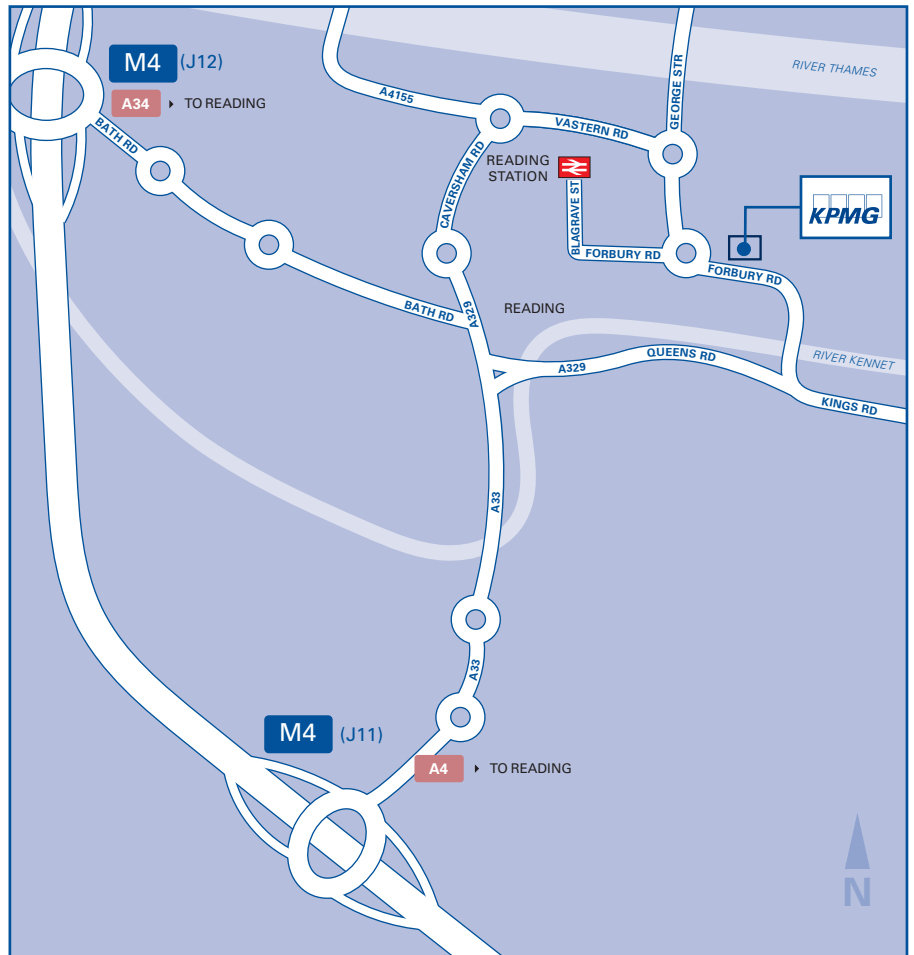 M4 (J12)
A34 TO READING
BATH RD
A4155
VASTERN RD
GEORGE STR
RIVER THAMES
CAVERSHAM RD
READING
STATION
BLAGRAVE ST
FORBURY RD
KPMG
FORBURY RD
BATH RD
A329
READING
A329
QUEENS RD
RIVER KENNET
KINGS RD
A33
A33
M4 (J11)
A4 TO READING
N